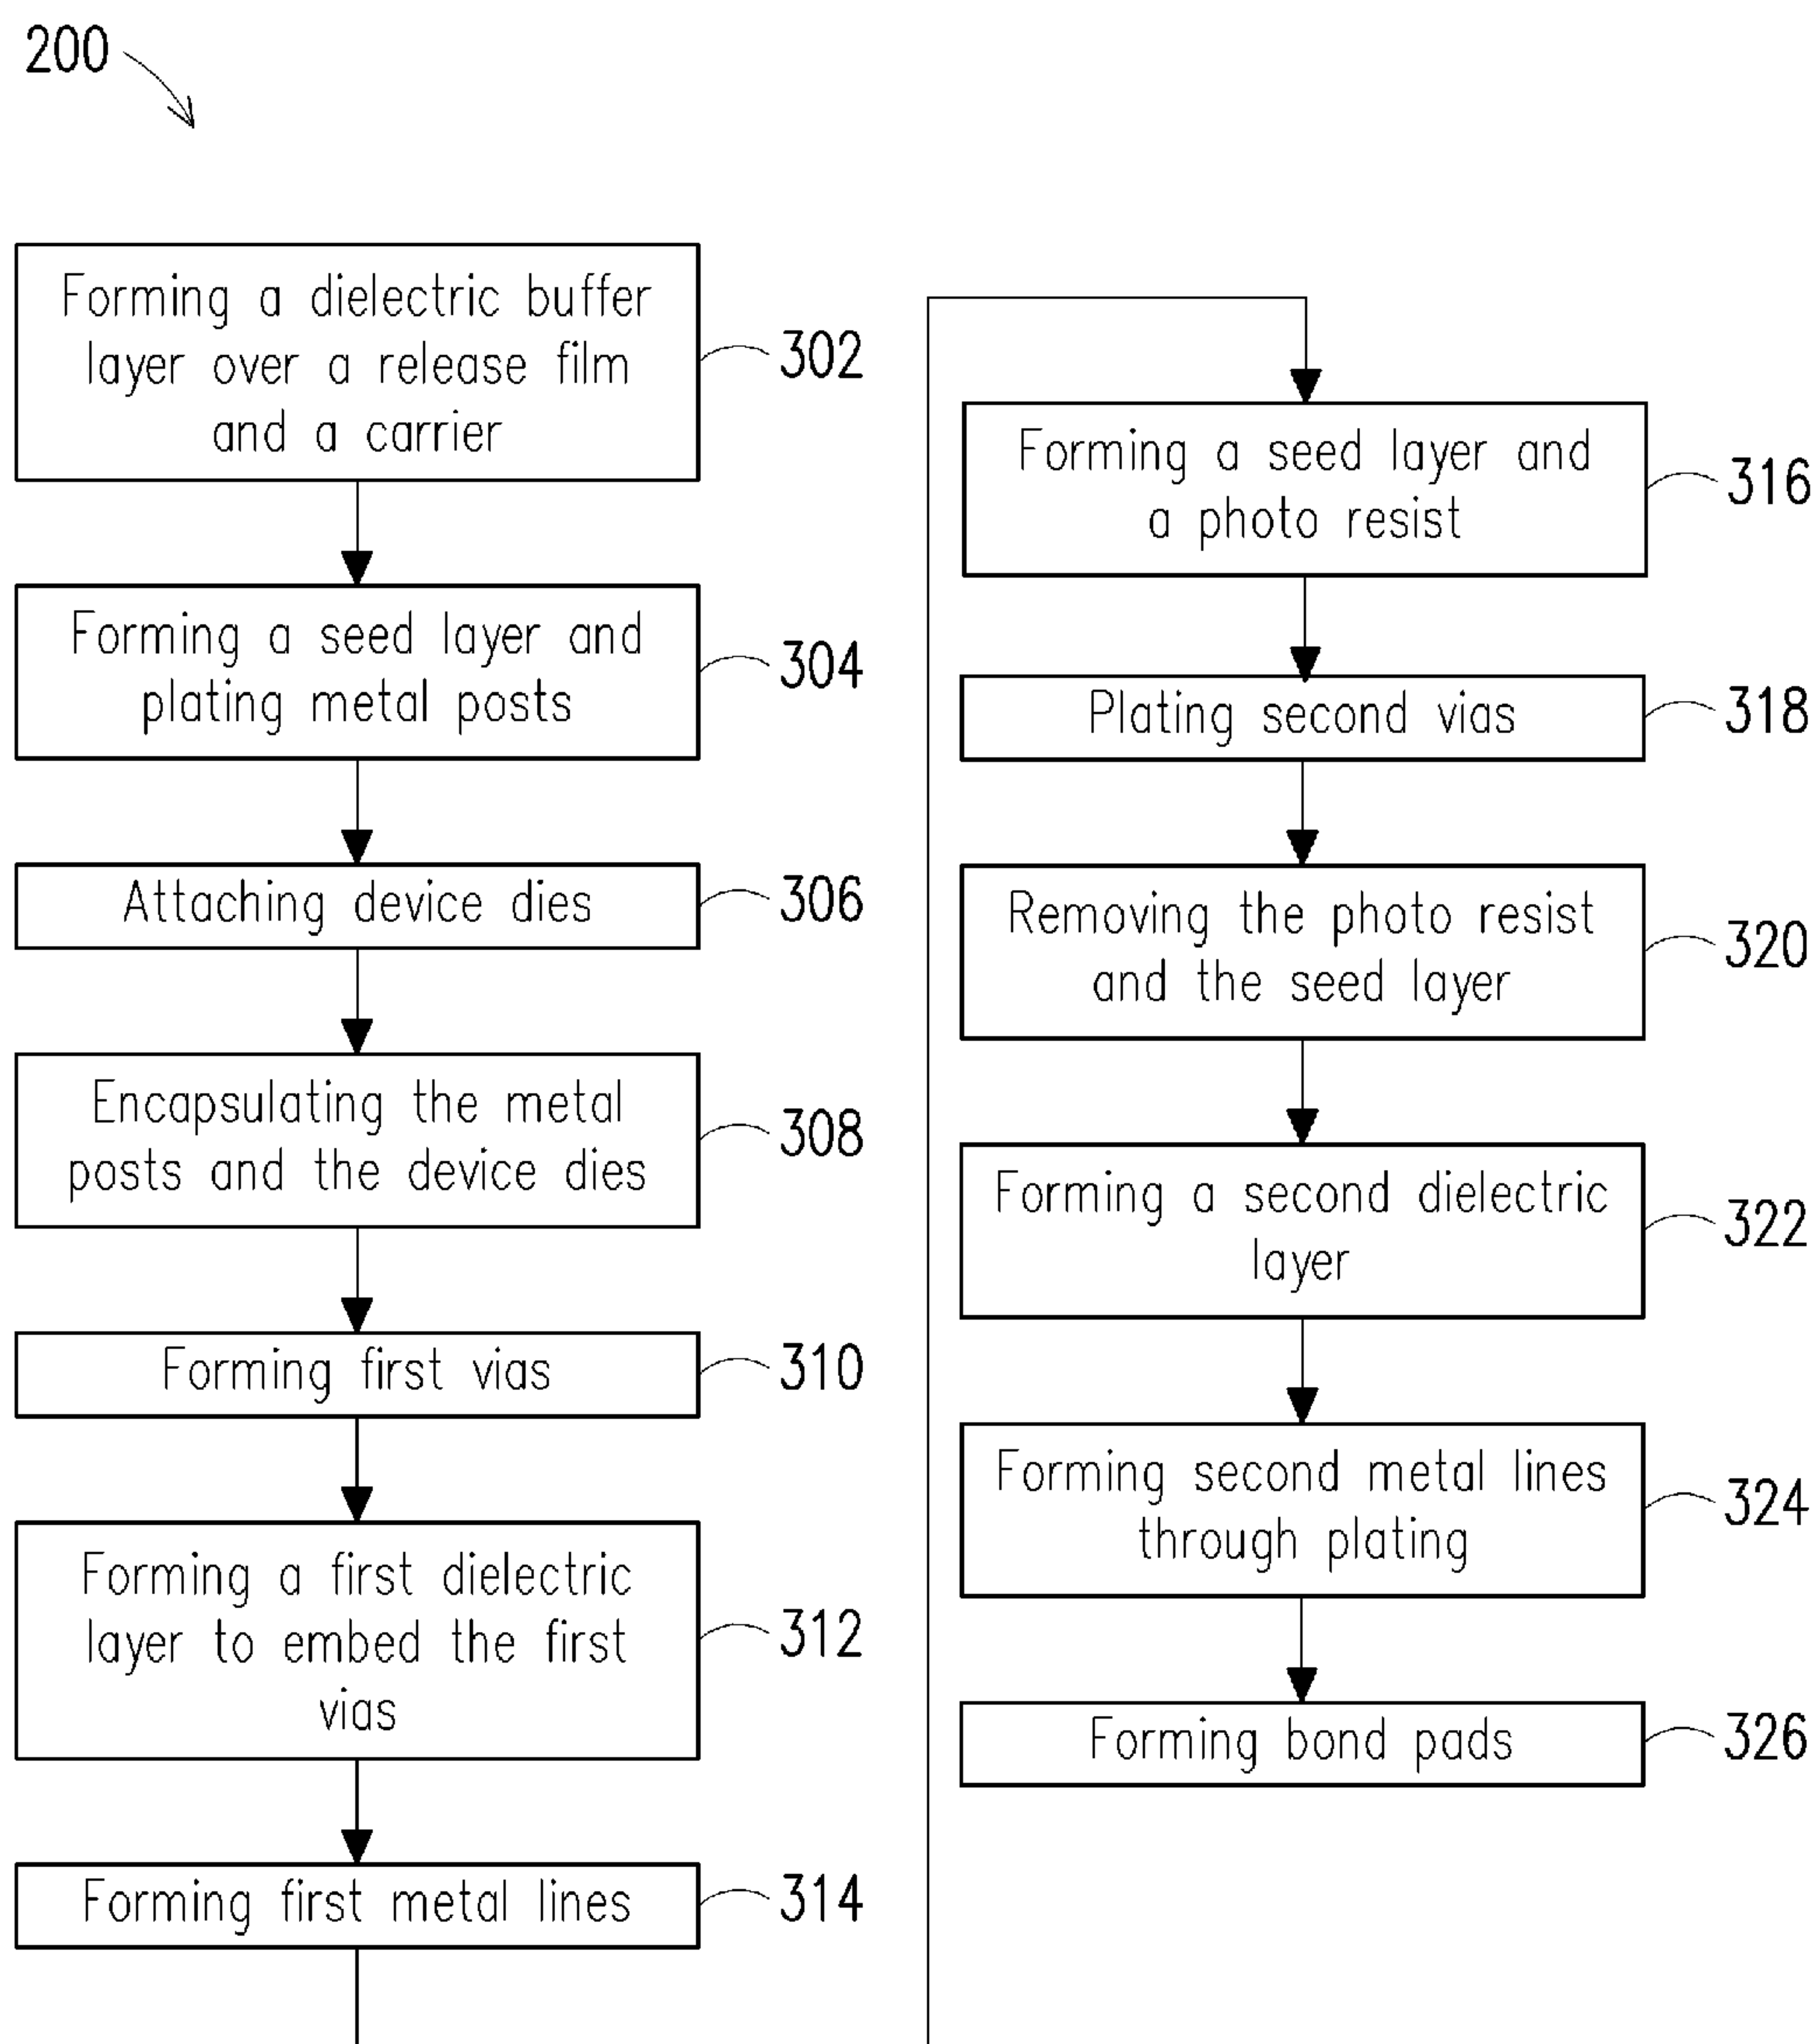 200
Forming a dielectric buffer
layer over a release film
and a carrier
302
Forming a seed layer and
plating metal posts
304
Attaching device dies
306
Encapsulating the metal
posts and the device dies
308
Forming first vias
310
Forming a first dielectric
layer to embed the first
vias
312
Forming first metal lines
314
Forming a seed layer and
a photo resist
316
Plating second vias
318
Removing the photo resist
and the seed layer
320
Forming a second dielectric
layer
322
Forming second metal lines
through plating
324
Forming bond pads
326